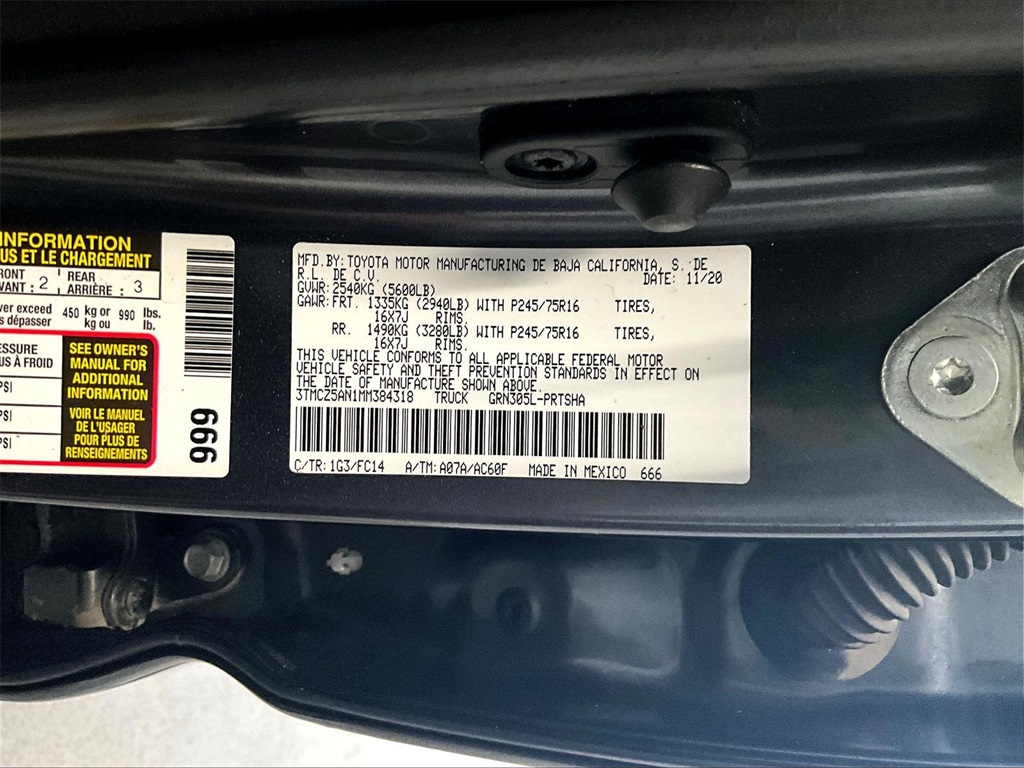 INFORMATION
US ET LE CHARGEMENT
RONT 2 REAR 3
VANT : ARRIÈRE :
ver exceed 450 kg or 990 lbs.
s dépasser kg ou lb.
ESSURE
US À FROID
PSI
PSI
SEE OWNER'S
MANUAL FOR
ADDITIONAL
INFORMATION
VOIR LE MANUEL
DE L'USAGER
POUR PLUS DE
RENSEIGNEMENTS
666
MFD.BY:TOYOTA MOTOR MANUFACTURING DE BAJA CALIFORNIA, S. DE
R.L. DE C.V. DATE: 11/20
GVWR:2540KG (5600LB)
GAWR:FRT. 1335KG (2940LB) WITH P245/75R16 TIRES,
16X7J RIMS.
RR. 1490KG (3280LB) WITH P245/75R16 TIRES,
16X7J RIMS.
THIS VEHICLE CONFORMS TO ALL APPLICABLE FEDERAL MOTOR
VEHICLE SAFETY AND THEFT PREVENTION STANDARDS IN EFFECT ON
THE DATE OF MANUFACTURE SHOWN ABOVE.
3TMCZ5AN1MM384318 TRUCK GRN305L-PRTSHA
C/TR:1G3/FC14 A/TM:A07A/AC60F MADE IN MEXICO 666